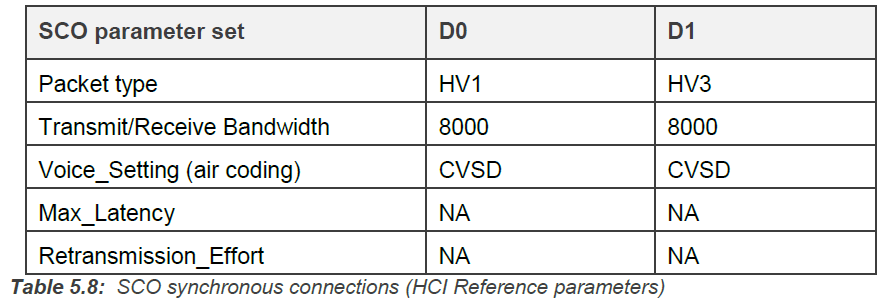 SCO parameter set D0 D1
Packet type HV1 HV3
Transmit/Receive Bandwidth 8000 8000
Voice_Setting (air coding) CVSD CVSD
Max_Latency NA NA
Retransmission_Effort NA NA
Table 5.8: SCO synchronous connections (HCI Reference parameters)